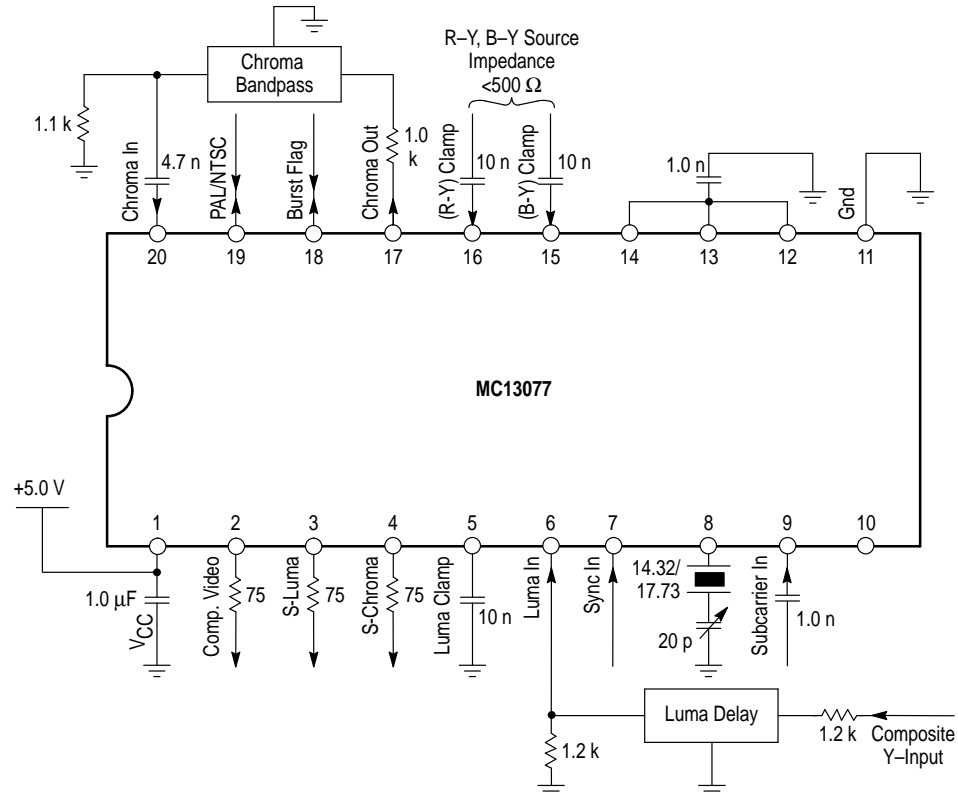 R–Y, B–Y Source
Impedance
<500 Ω
Chroma
Bandpass
1.1 k
Chroma In
4.7 n
PAL/NTSC
Burst Flag
Chroma Out
1.0
k
(R-Y) Clamp
10 n
(B-Y) Clamp
10 n
1.0 n
Gnd
20
19
18
17
16
15
14
13
12
11
MC13077
+5.0 V
1
2
3
4
5
6
7
8
9
10
1.0 µF
VCC
Comp. Video
75
S-Luma
75
S-Chroma
75
Luma Clamp
10 n
Luma In
Sync In
14.32/
17.73
20 p
Subcarrier In
1.0 n
Luma Delay
1.2 k
1.2 k
Composite
Y–Input